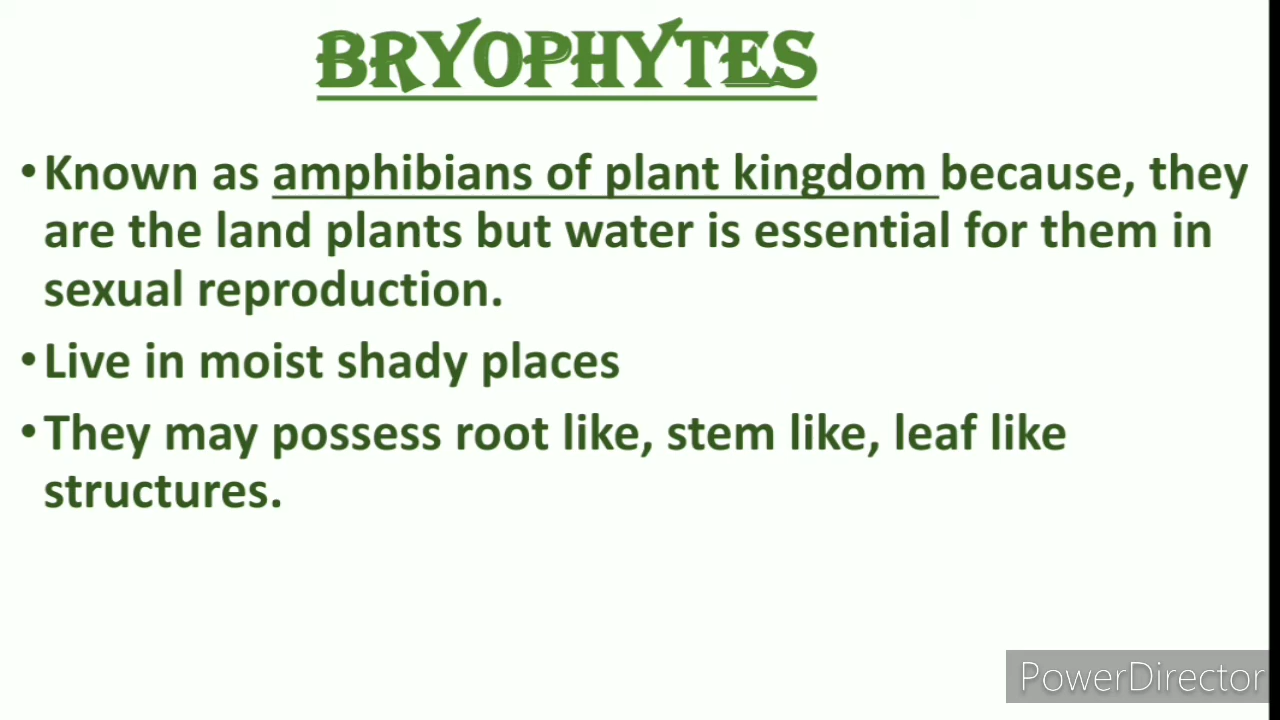 BRYOPHYTES
•Known as amphibians of plant kingdom because, they
are the land plants but water is essential for them in
sexual reproduction.
•Live in moist shady places
•They may possess root like, stem like, leaf like
structures.
PowerDirector